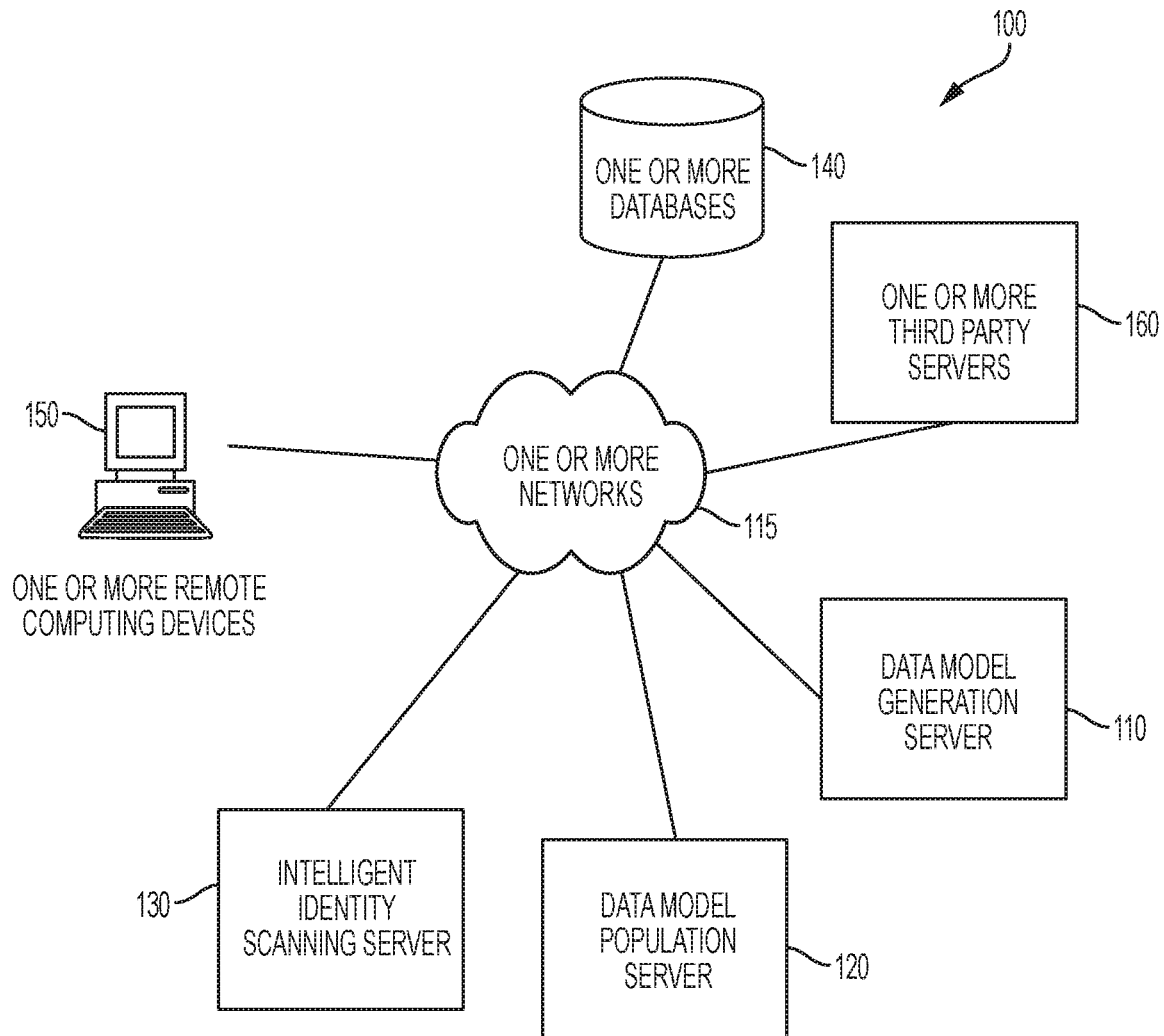 100
ONE OR MORE
DATABASES
140
ONE OR MORE
THIRD PARTY
SERVERS
160
150
ONE OR MORE REMOTE
COMPUTING DEVICES
ONE OR MORE
NETWORKS
115
DATA MODEL
GENERATION
SERVER
110
130
INTELLIGENT
IDENTITY
SCANNING SERVER
DATA MODEL
POPULATION
SERVER
120